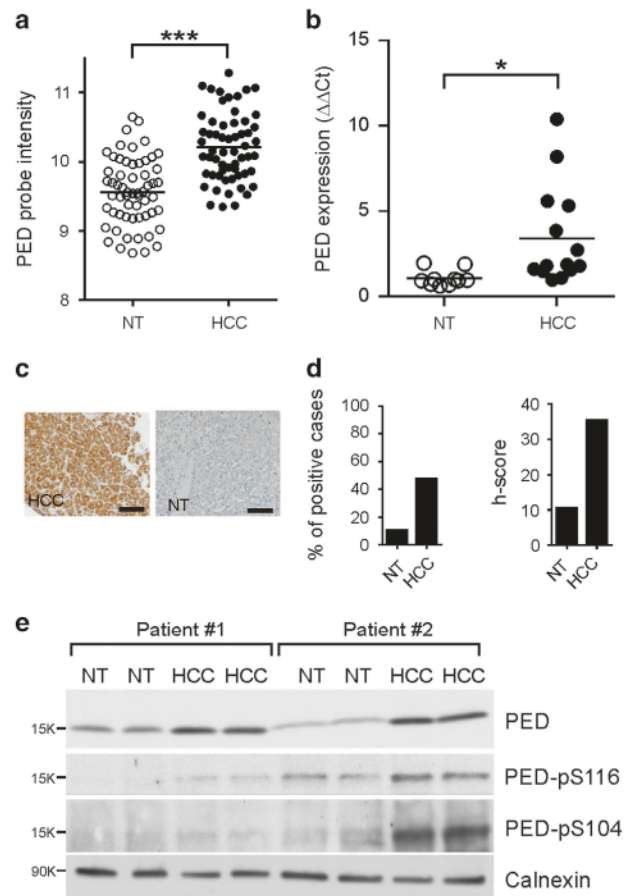 a
b
***
PED probe intensity
11
10
9
8
NT
HCC
*
PED expression (ΔΔCt)
15
10
5
0
NT
HCC
c
HCC
NT
d
% of positive cases
100
80
60
40
20
0
NT
HCC
h-score
40
30
20
10
0
NT
HCC
e
Patient #1
Patient #2
NT NT HCC HCC NT NT HCC HCC
15K
PED
15K
PED-pS116
15K
PED-pS104
90K
Calnexin